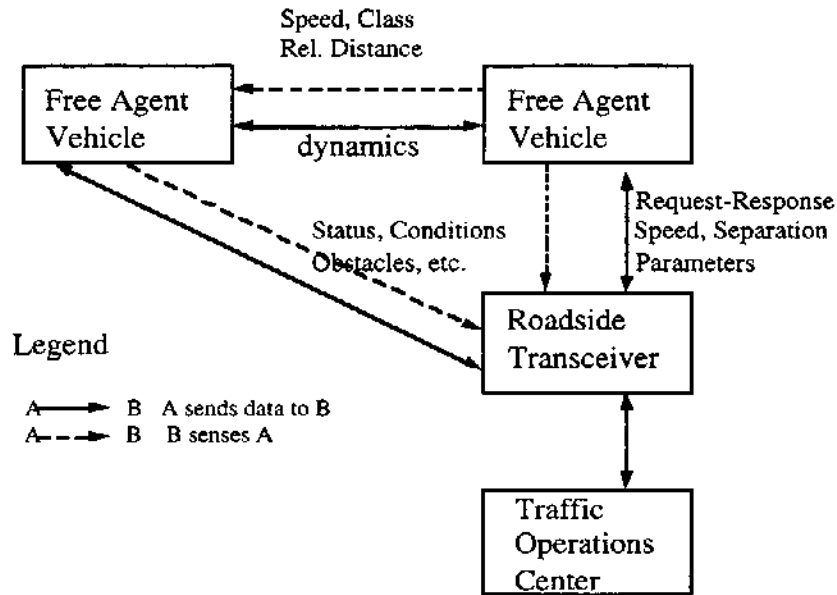 Speed, Class
Rel. Distance
Free Agent
Vehicle
Free Agent
Vehicle
dynamics
Request-Response
Speed, Separation
Parameters
Status, Conditions
Obstacles, etc.
Roadside
Transceiver
Legend
A B A sends data to B
A B B senses A
Traffic
Operations
Center